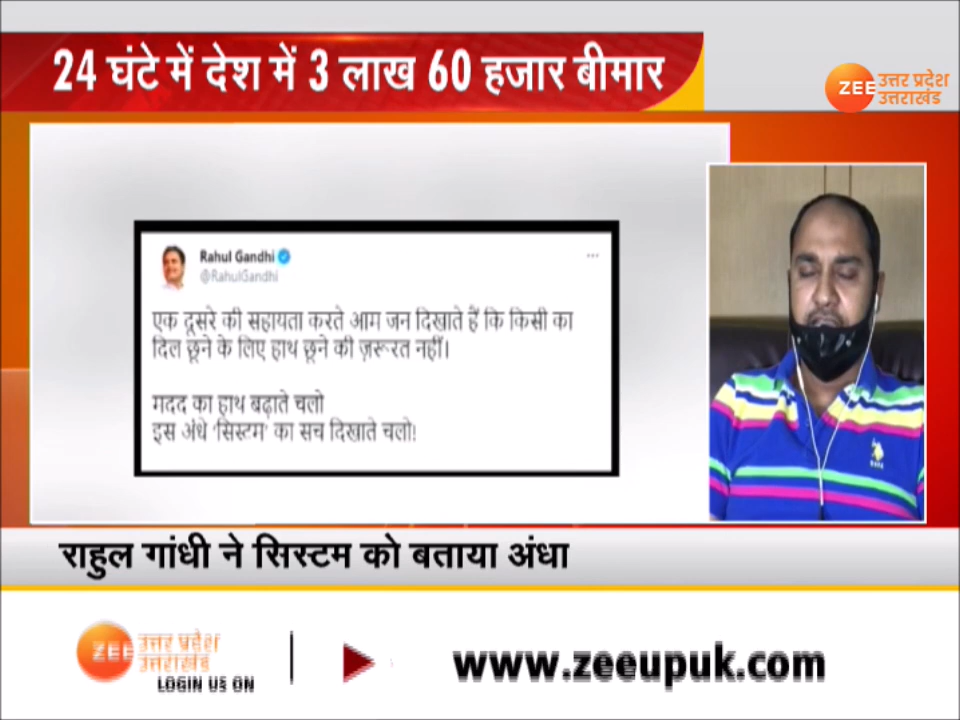 24 घंटे में देश में 3 लाख 60 हजार बीमार
ZEE उत्तर प्रदेश
उत्तराखंड
Rahul Gandhi
@RahulGandhi
एक दूसरे की सहायता करते आम जन दिखाते हैं कि किसी का
दिल छूने के लिए हाथ छूने की ज़रूरत नहीं।
मदद का हाथ बढ़ाते चलो
इस अंधे ‘सिस्टम’ का सच दिखाते चलो!
राहुल गांधी ने सिस्टम को बताया अंधा
ZEE उत्तर प्रदेश
उत्तराखंड
LOGIN US ON
www.zeeupuk.com